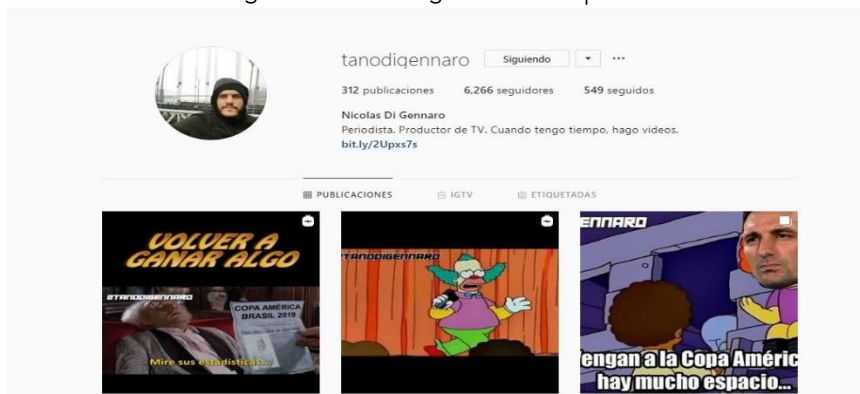 tanodigennaro Siguiendo
312 publicaciones 6,266 seguidores 549 seguidos
Nicolas Di Gennaro
Periodista. Productor de TV. Cuando tengo tiempo, hago videos.
bit.ly/2Upxs7s
PUBLICACIONES IGTV ETIQUETADAS
VOLVER A
GANAR ALGO
@TANODIGENNARO
COPA AMÉRICA
BRASIL 2019
Mire sus estadísticas...
TANODIGENNARO
ENNARO
engan a la Copa Améric
hay mucho espacio...